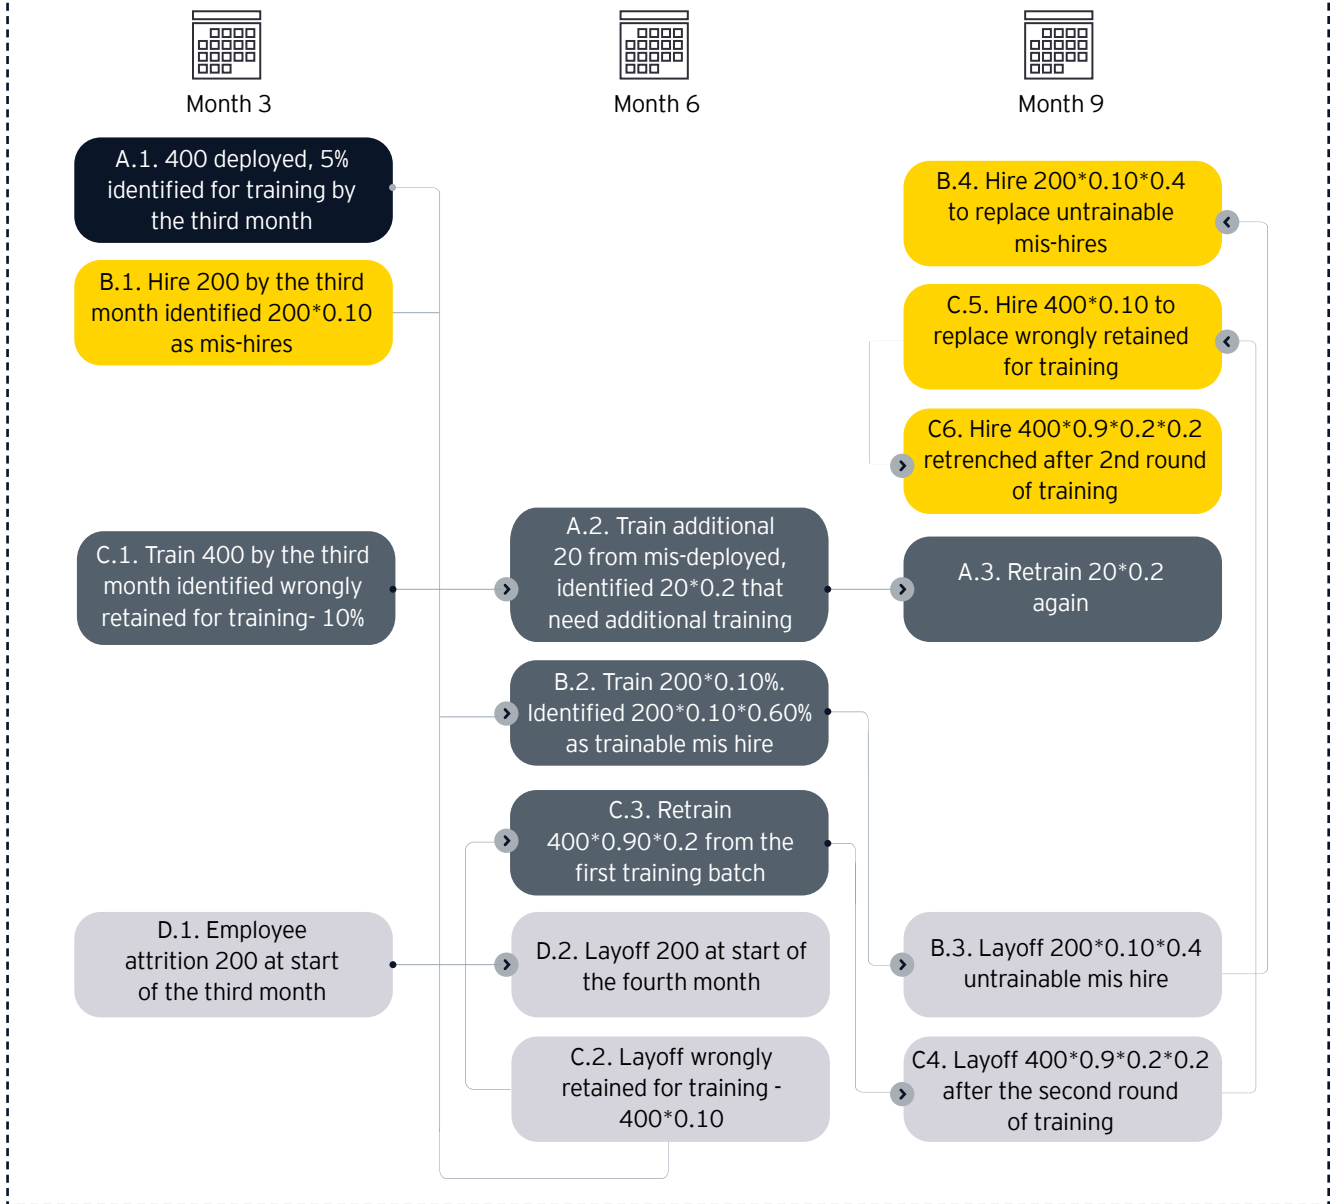 Month 3
Month 6
Month 9
A.1. 400 deployed, 5%
identified for training by
the third month
B.1. Hire 200 by the third
month identified 200*0.10
as mis-hires
C.1. Train 400 by the third
month identified wrongly
retained for training- 10%
D.1. Employee
attrition 200 at start
of the third month
A.2. Train additional
20 from mis-deployed,
identified 20*0.2 that
need additional training
B.2. Train 200*0.10%.
Identified 200*0.10*0.60%
as trainable mis hire
C.3. Retrain
400*0.90*0.2 from the
first training batch
D.2. Layoff 200 at start of
the fourth month
C.2. Layoff wrongly
retained for training -
400*0.10
B.4. Hire 200*0.10*0.4
to replace untrainable
mis-hires
C.5. Hire 400*0.10 to
replace wrongly retained
for training
C6. Hire 400*0.9*0.2*0.2
retrenched after 2nd round
of training
A.3. Retrain 20*0.2
again
B.3. Layoff 200*0.10*0.4
untrainable mis hire
C4. Layoff 400*0.9*0.2*0.2
after the second round
of training